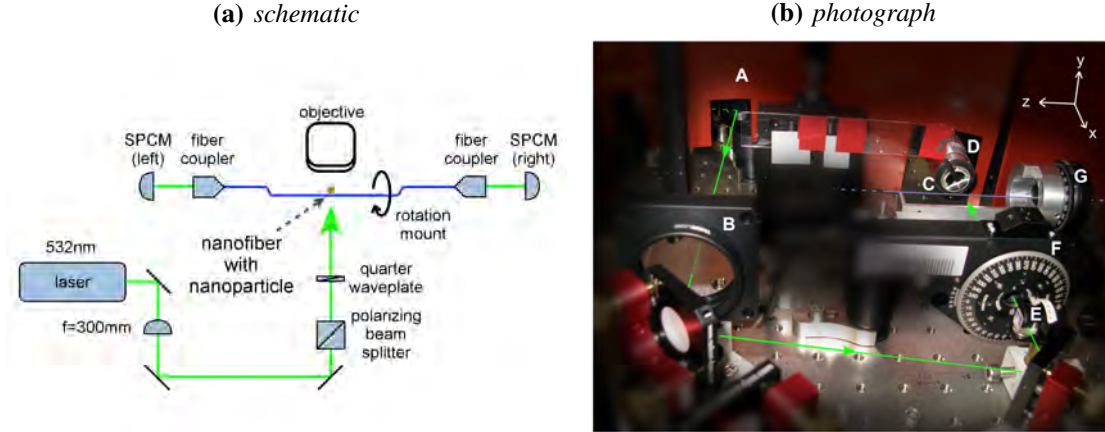 (a) schematic
(b) photograph
objective
SPCM
(left)
fiber
coupler
fiber
coupler
SPCM
(right)
rotation
mount
nanofiber
with
nanoparticle
532nm
laser
quarter
waveplate
f=300mm
polarizing
beam
splitter
A
y
z
x
D
C
G
B
F
E